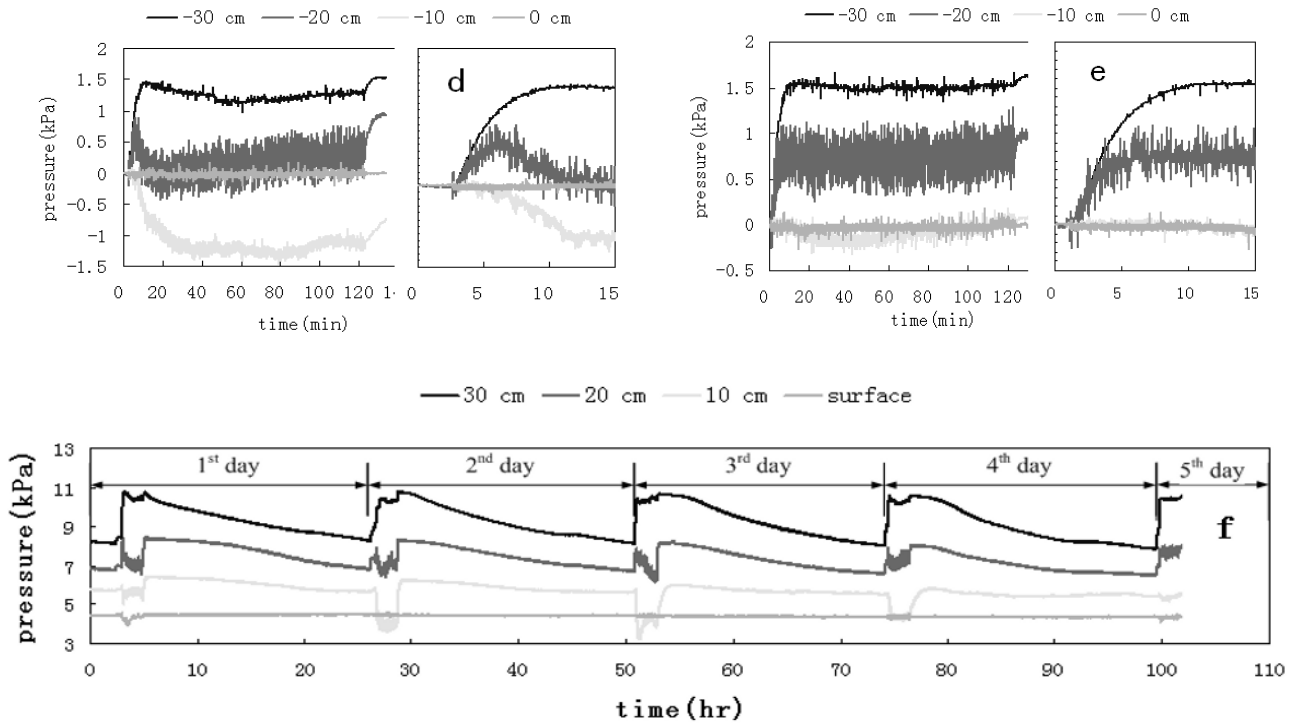 -30 cm -20 cm -10 cm 0 cm
2
1.5
1
0.5
0
-0.5
-1
-1.5
pressure(kPa)
d
0 20 40 60 80 100 120 1-
0 5 10 15
time(min)
-30 cm -20 cm -10 cm 0 cm
2
1.5
1
0.5
0
-0.5
pressure(kPa)
e
0 20 40 60 80 100 120
0 5 10 15
time(min)
30 cm 20 cm 10 cm surface
13
11
9
7
5
3
pressure(kPa)
1st day 2nd day 3rd day 4th day 5th day
f
0 10 20 30 40 50 60 70 80 90 100 110
time(hr)